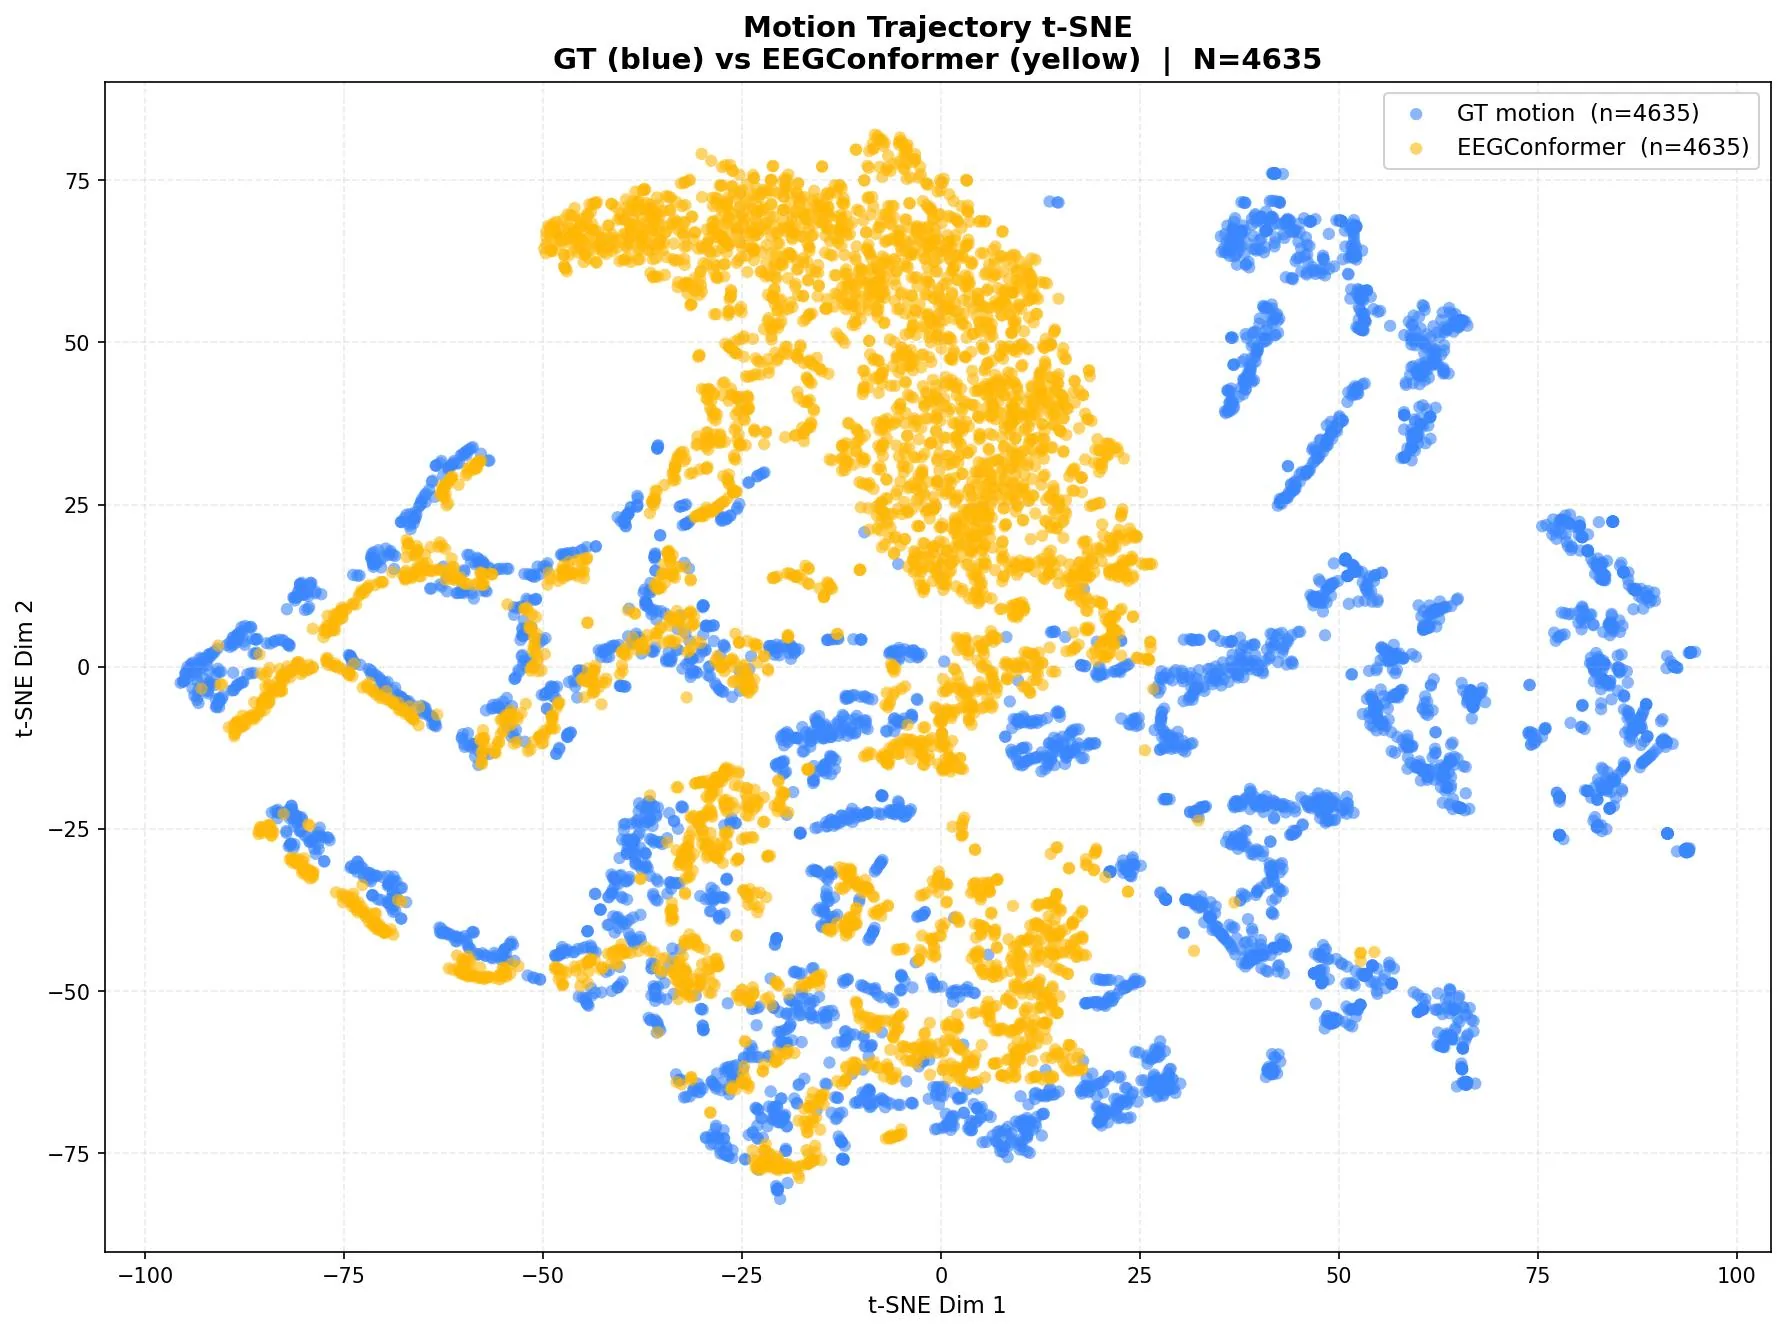 Motion Trajectory t-SNE
GT (blue) vs EEGConformer (yellow)  |  N=4635
GT motion  (n=4635)
EEGConformer  (n=4635)
75
50
25
0
−25
−50
−75
t-SNE Dim 2
−100
−75
−50
−25
0
25
50
75
100
t-SNE Dim 1